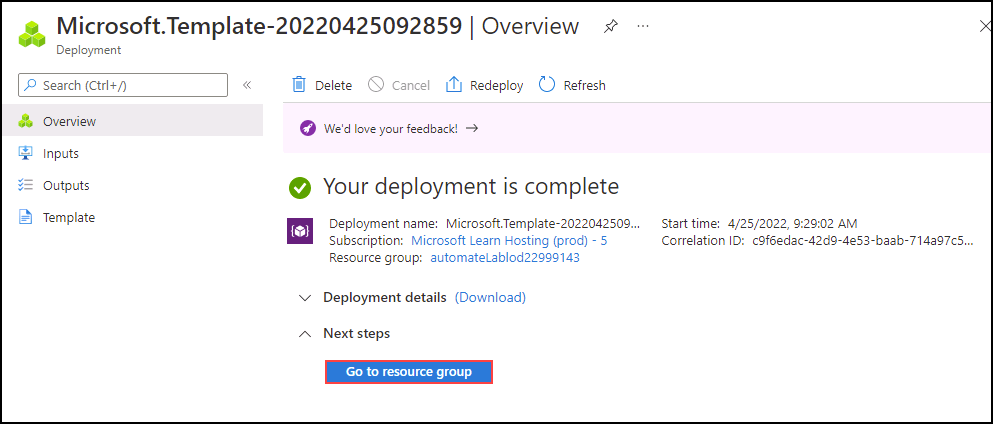 Microsoft.Template-20220425092859 | Overview ...
Deployment
Search (Ctrl+/) «
Delete Cancel Redeploy Refresh
Overview
Inputs
Outputs
Template
We'd love your feedback! →
Your deployment is complete
Deployment name: Microsoft.Template-2022042509... Start time: 4/25/2022, 9:29:02 AM
Subscription: Microsoft Learn Hosting (prod) - 5 Correlation ID: c9f6edac-42d9-4e53-baab-714a97c5...
Resource group: automateLablod22999143
Deployment details (Download)
Next steps
Go to resource group